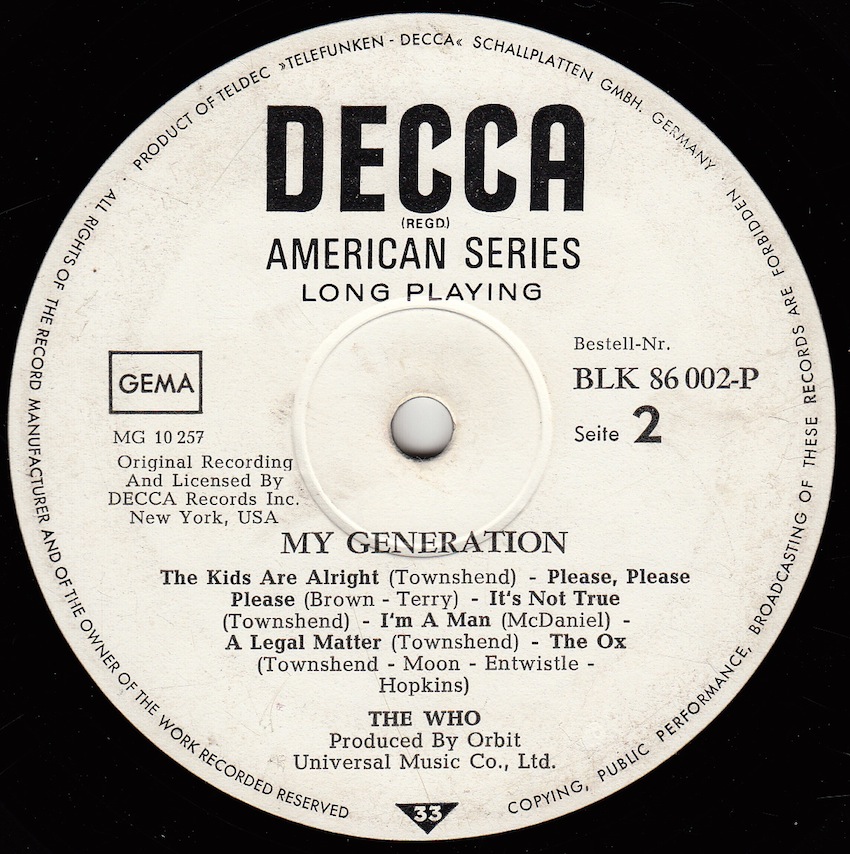 · PRODUCT OF TELDEC »TELEFUNKEN - DECCA« SCHALLPLATTEN GMBH. GERMANY ·
DECCA
(REGD.)
AMERICAN SERIES
LONG PLAYING
GEMA
MG 10 257
Original Recording
And Licensed By
DECCA Records Inc.
New York, USA
Bestell-Nr.
BLK 86 002-P
Seite 2
MY GENERATION
The Kids Are Alright (Townshend) - Please, Please
Please (Brown - Terry) - It's Not True
(Townshend) - I'm A Man (McDaniel) -
A Legal Matter (Townshend) - The Ox
(Townshend - Moon - Entwistle -
Hopkins)
THE WHO
Produced By Orbit
Universal Music Co., Ltd.
33
ALL RIGHTS OF THE RECORD MANUFACTURER AND OF THE OWNER OF THE WORK RECORDED RESERVED
COPYING, PUBLIC PERFORMANCE, BROADCASTING OF THESE RECORDS ARE FORBIDDEN